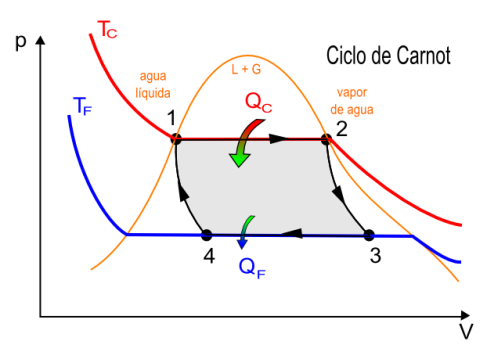 p
T_C
Ciclo de Carnot
agua
líquida
L + G
vapor
de agua
T_F
Q_C
1
2
4
3
Q_F
V